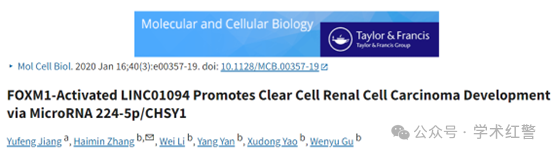 Molecular and Cellular Biology
Taylor & Francis
Taylor & Francis Group
• Mol Cell Biol. 2020 Jan 16;40(3):e00357-19. doi: 10.1128/MCB.00357-19
FOXM1-Activated LINC01094 Promotes Clear Cell Renal Cell Carcinoma Development
via MicroRNA 224-5p/CHSY1
Yufeng Jiang a, Haimin Zhang b,✉, Wei Li b, Yang Yan b, Xudong Yao b, Wenyu Gu b
公众号 · 学术红警